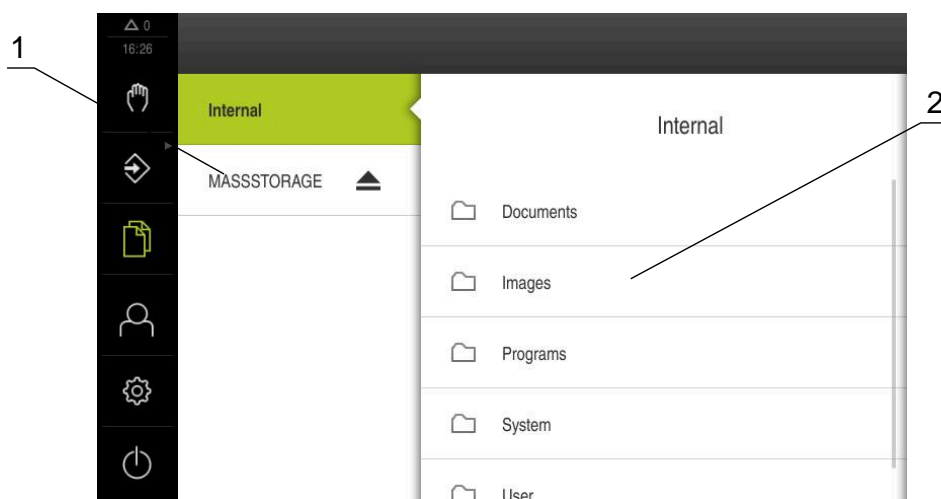 1
0
16:26
Internal
MASSSTORAGE
Internal
2
Documents
Images
Programs
System
User